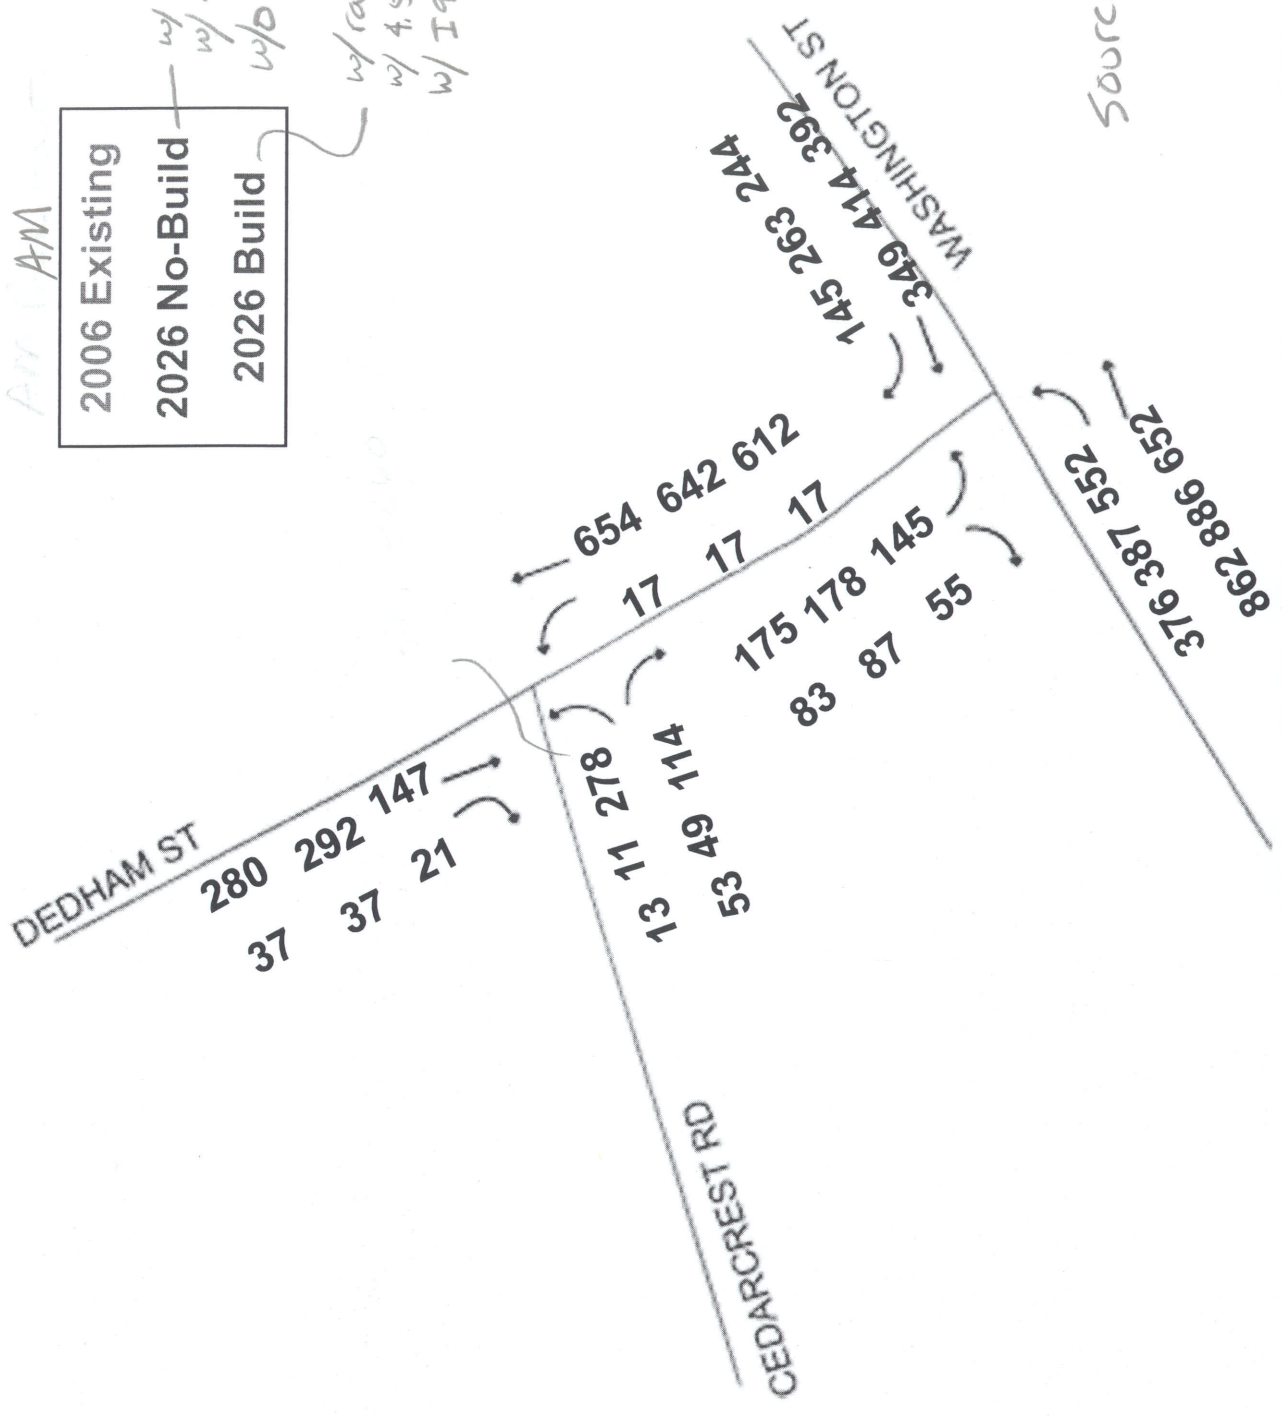 AM
2006 Existing
2026 No-Build
2026 Build
w/
w/
w/o
w/
w/ 4.5
w/
DEDHAM ST
280 292 147
37 37 21
654 642 612
17 17 17
13 11 278
53 49 114
175 178 145
83 87 55
145 263 244
349 414 392
WASHINGTON ST
376 387 552
862 886 652
CEDARCREST RD